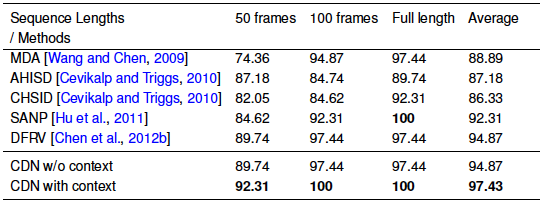 Sequence Lengths 50 frames 100 frames Full length Average
/ Methods
MDA [Wang and Chen, 2009] 74.36 94.87 97.44 88.89
AHISD [Cevikalp and Triggs, 2010] 87.18 84.74 89.74 87.18
CHSID [Cevikalp and Triggs, 2010] 82.05 84.62 92.31 86.33
SANP [Hu et al., 2011] 84.62 92.31 100 92.31
DFRV [Chen et al., 2012b] 89.74 97.44 97.44 94.87
CDN w/o context 89.74 97.44 97.44 94.87
CDN with context 92.31 100 100 97.43